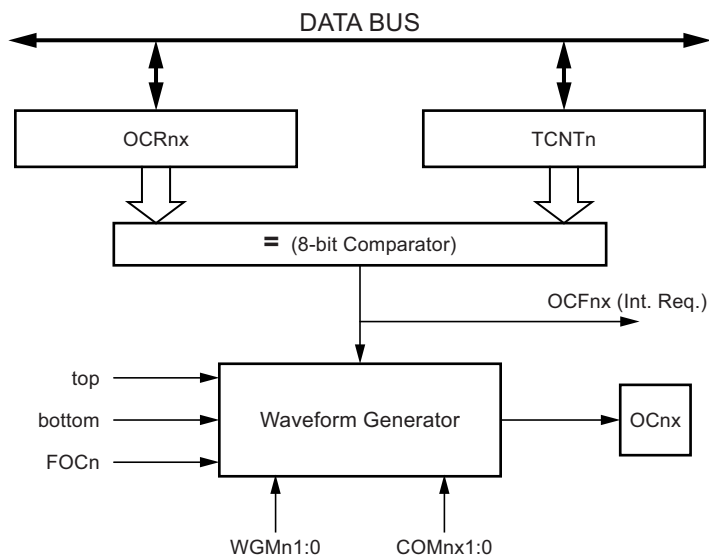 DATA BUS
OCRnx
TCNTn
= (8-bit Comparator)
OCFnx (Int. Req.)
top
bottom
FOCn
Waveform Generator
OCnx
WGMn1:0
COMnx1:0